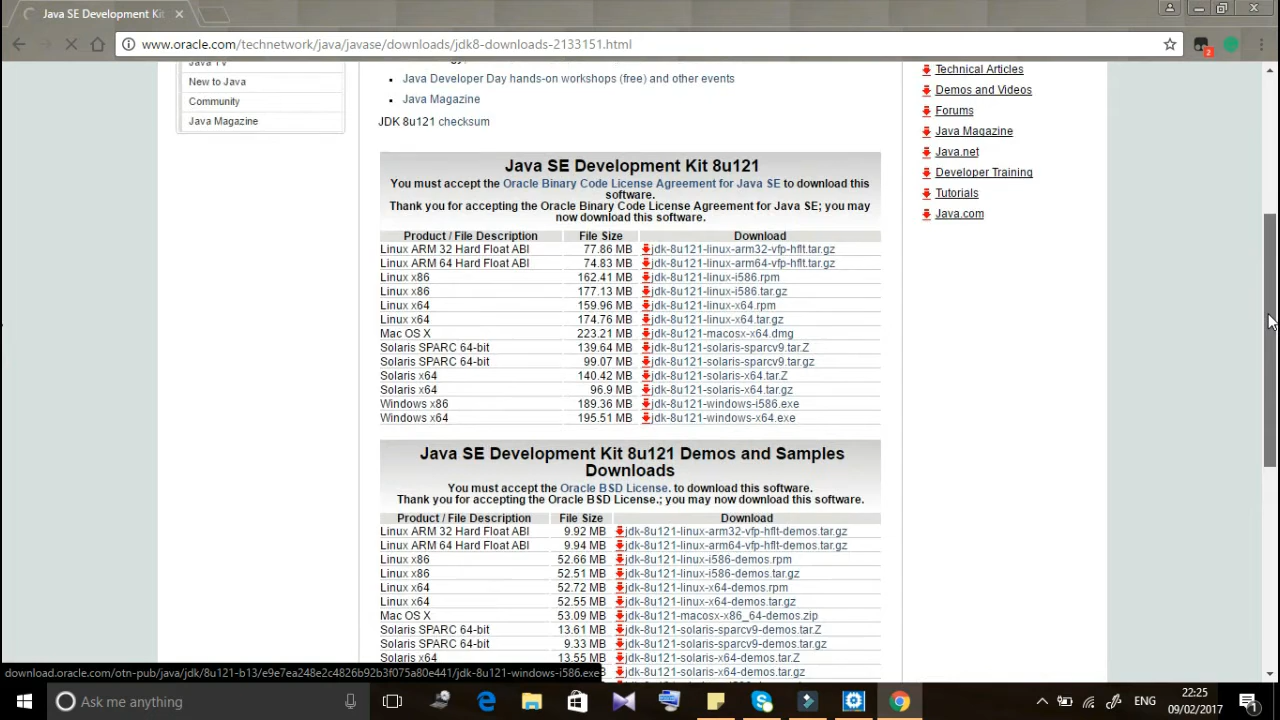 Java SE Development Kit
www.oracle.com/technetwork/java/javase/downloads/jdk8-downloads-2133151.html
2
Java TV
New to Java
Community
Java Magazine
Java Developer Day hands-on workshops (free) and other events
Java Magazine
JDK 8u121 checksum
Java SE Development Kit 8u121
You must accept the Oracle Binary Code License Agreement for Java SE to download this
software.
Thank you for accepting the Oracle Binary Code License Agreement for Java SE; you may
now download this software.
Product / File Description File Size Download
Linux ARM 32 Hard Float ABI 77.86 MB jdk-8u121-linux-arm32-vfp-hflt.tar.gz
Linux ARM 64 Hard Float ABI 74.83 MB jdk-8u121-linux-arm64-vfp-hflt.tar.gz
Linux x86 162.41 MB jdk-8u121-linux-i586.rpm
Linux x86 177.13 MB jdk-8u121-linux-i586.tar.gz
Linux x64 159.96 MB jdk-8u121-linux-x64.rpm
Linux x64 174.76 MB jdk-8u121-linux-x64.tar.gz
Mac OS X 223.21 MB jdk-8u121-macosx-x64.dmg
Solaris SPARC 64-bit 139.64 MB jdk-8u121-solaris-sparcv9.tar.Z
Solaris SPARC 64-bit 99.07 MB jdk-8u121-solaris-sparcv9.tar.gz
Solaris x64 140.42 MB jdk-8u121-solaris-x64.tar.Z
Solaris x64 96.9 MB jdk-8u121-solaris-x64.tar.gz
Windows x86 189.36 MB jdk-8u121-windows-i586.exe
Windows x64 195.51 MB jdk-8u121-windows-x64.exe
Java SE Development Kit 8u121 Demos and Samples
Downloads
You must accept the Oracle BSD License. to download this software.
Thank you for accepting the Oracle BSD License.; you may now download this software.
Product / File Description File Size Download
Linux ARM 32 Hard Float ABI 9.92 MB jdk-8u121-linux-arm32-vfp-hflt-demos.tar.gz
Linux ARM 64 Hard Float ABI 9.94 MB jdk-8u121-linux-arm64-vfp-hflt-demos.tar.gz
Linux x86 52.66 MB jdk-8u121-linux-i586-demos.rpm
Linux x86 52.51 MB jdk-8u121-linux-i586-demos.tar.gz
Linux x64 52.72 MB jdk-8u121-linux-x64-demos.rpm
Linux x64 52.55 MB jdk-8u121-linux-x64-demos.tar.gz
Mac OS X 53.09 MB jdk-8u121-macosx-x86_64-demos.zip
Solaris SPARC 64-bit 13.61 MB jdk-8u121-solaris-sparcv9-demos.tar.Z
Solaris SPARC 64-bit 9.33 MB jdk-8u121-solaris-sparcv9-demos.tar.gz
Solaris x64 13.55 MB jdk-8u121-solaris-x64-demos.tar.Z
jdk-8u121-solaris-x64-demos.tar.gz
Technical Articles
Demos and Videos
Forums
Java Magazine
Java.net
Developer Training
Tutorials
Java.com
download.oracle.com/otn-pub/java/jdk/8u121-b13/e9e7ea248e2c4826b92b3f075a80e441/jdk-8u121-windows-i586.exe
Ask me anything
ENG
22:25
09/02/2017
1